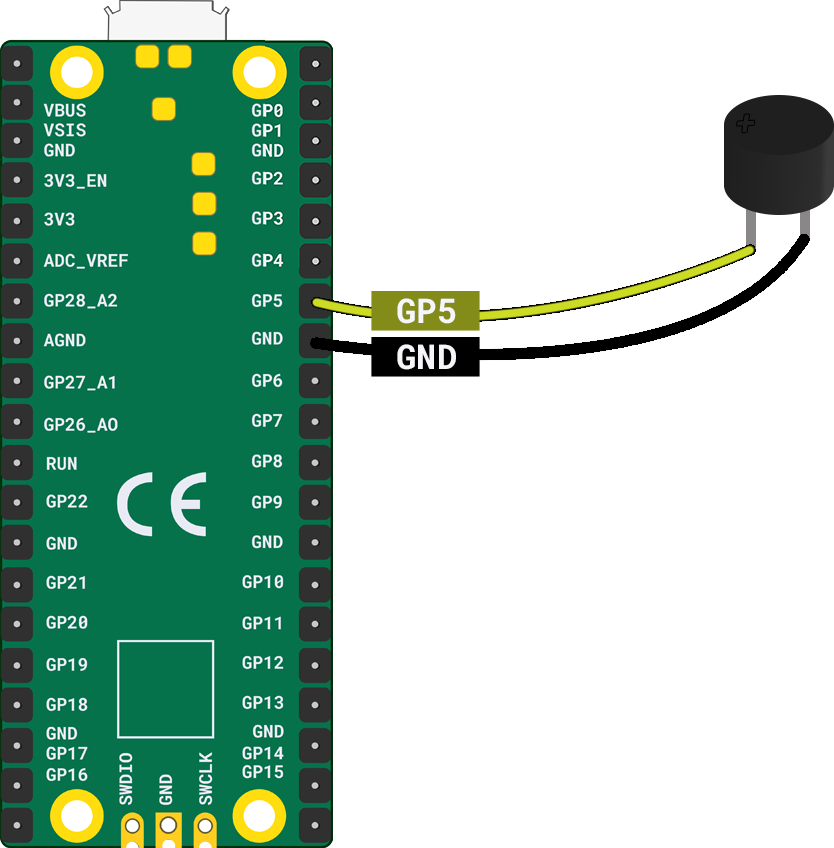 VBUS
VSIS
GND
3V3_EN
3V3
ADC_VREF
GP28_A2
AGND
GP27_A1
GP26_AO
RUN
GP22
GND
GP21
GP20
GP19
GP18
GND
GP17
GP16
GP0
GP1
GND
GP2
GP3
GP4
GP5
GND
GP6
GP7
GP8
GP9
GND
GP10
GP11
GP12
GP13
GND
GP14
GP15
CE
SWDIO
GND
SWCLK
GP5
GND
+